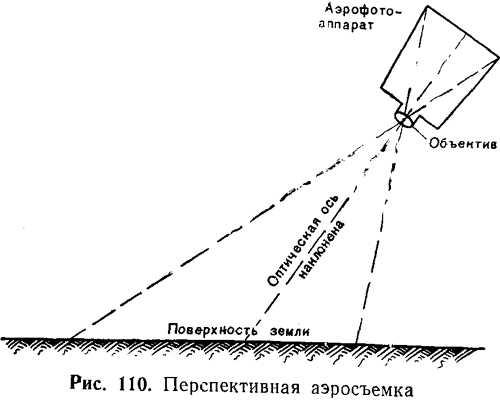 Аэрофото-
аппарат
Объектив
Оптическая ось
наклонена
Поверхность земли
Рис. 110. Перспективная аэросъемка